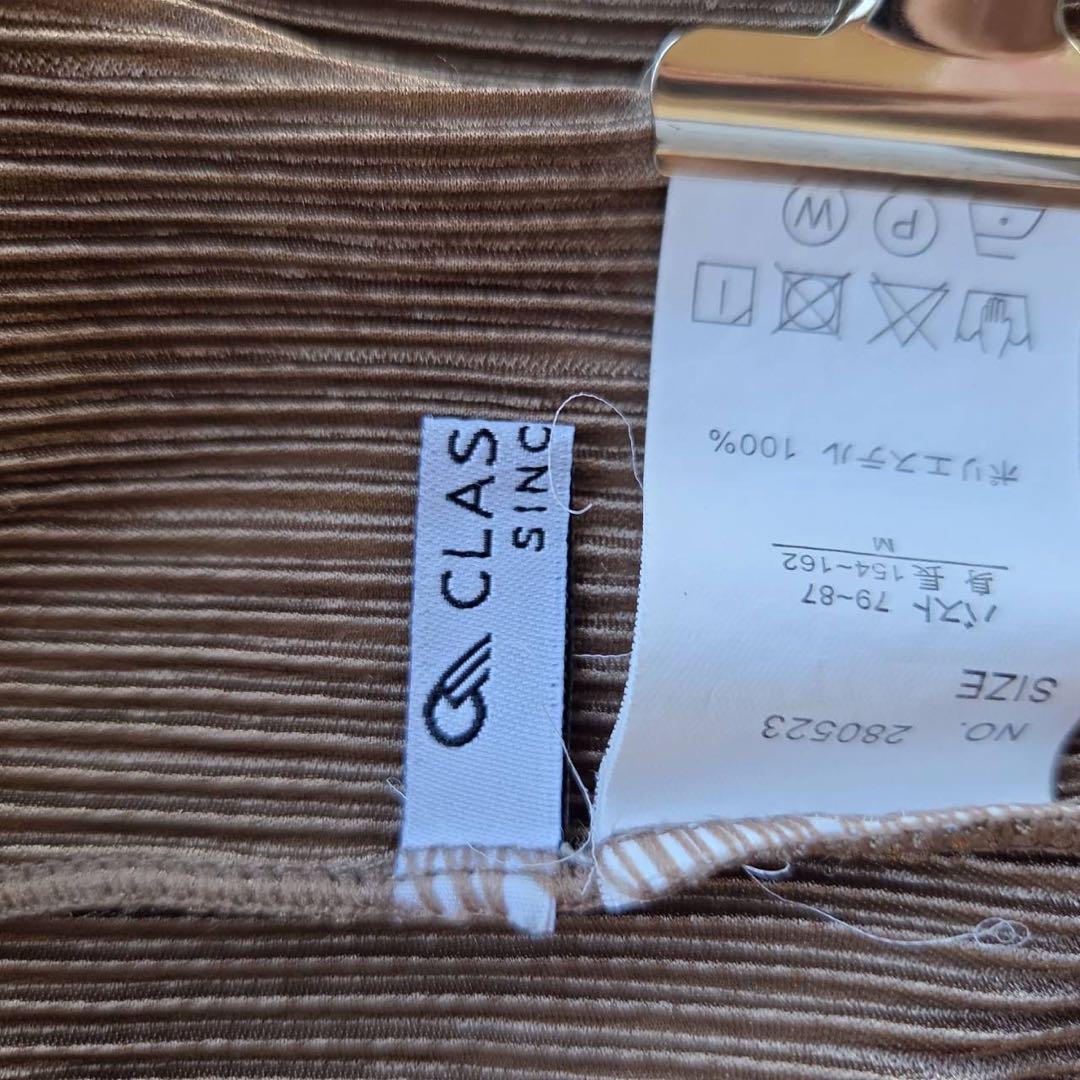 CLAS
SINC
NO. 280523
SIZE
バスト 79~87
身 長 154~162
M
ポリエステル 100%
W
P